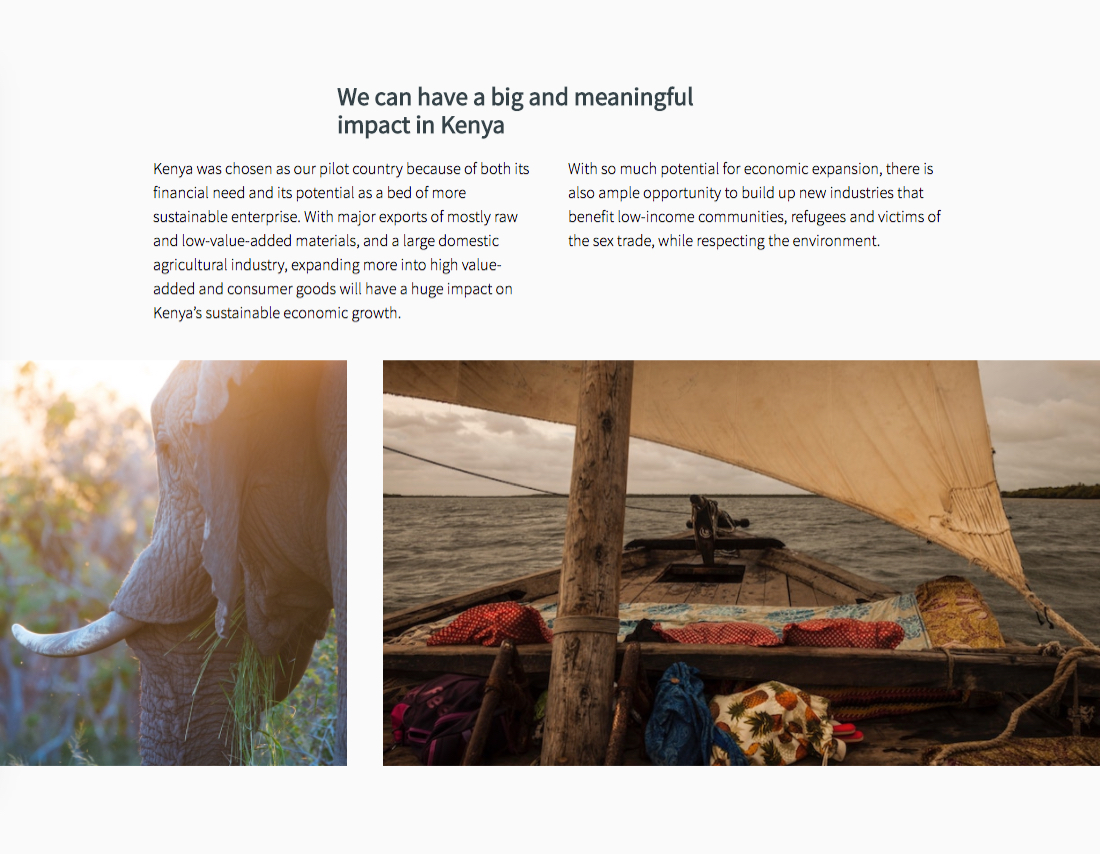 We can have a big and meaningful
impact in Kenya
Kenya was chosen as our pilot country because of both its
financial need and its potential as a bed of more
sustainable enterprise. With major exports of mostly raw
and low-value-added materials, and a large domestic
agricultural industry, expanding more into high value-
added and consumer goods will have a huge impact on
Kenya’s sustainable economic growth.
With so much potential for economic expansion, there is
also ample opportunity to build up new industries that
benefit low-income communities, refugees and victims of
the sex trade, while respecting the environment.